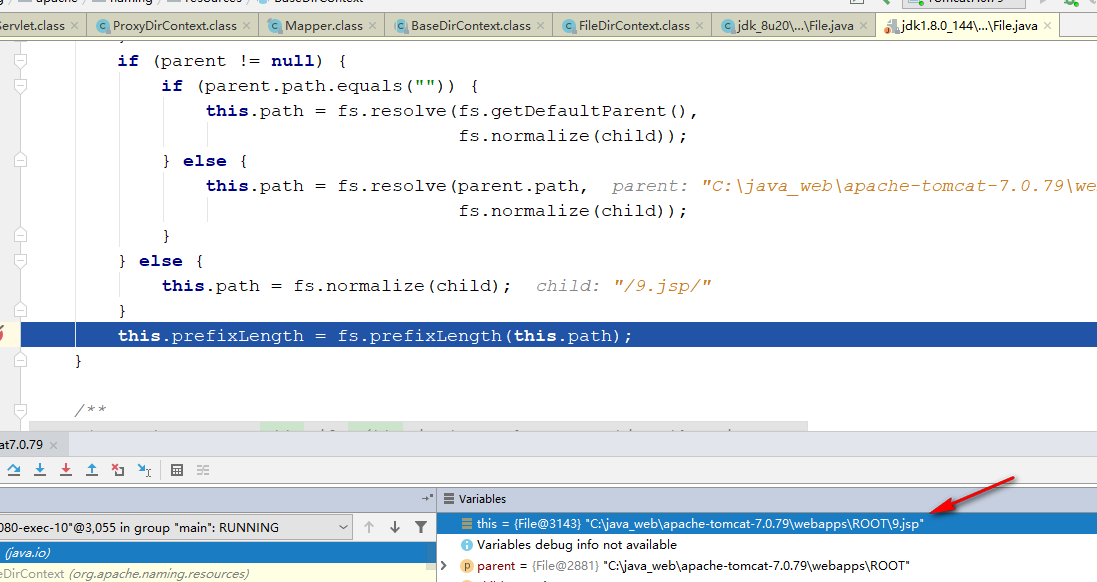 apache naming resources BaseDirContext TomcatTon9
Servlet.class × ProxyDirContext.class × Mapper.class × BaseDirContext.class × FileDirContext.class × jdk_8u20\...\File.java × jdk1.8.0_144\...\File.java ×
if (parent != null) {
if (parent.path.equals("")) {
this.path = fs.resolve(fs.getDefaultParent(),
fs.normalize(child));
} else {
this.path = fs.resolve(parent.path, parent: "C:\java_web\apache-tomcat-7.0.79\we
fs.normalize(child));
}
} else {
this.path = fs.normalize(child); child: "/9.jsp/"
}
this.prefixLength = fs.prefixLength(this.path);
}
/**
at7.0.79 ×
Variables
080-exec-10"@3,055 in group "main": RUNNING
this = {File@3143} "C:\java_web\apache-tomcat-7.0.79\webapps\ROOT\9.jsp"
Variables debug info not available
(java.io)
parent = {File@2881} "C:\java_web\apache-tomcat-7.0.79\webapps\ROOT"
eDirContext (org.apache.naming.resources)